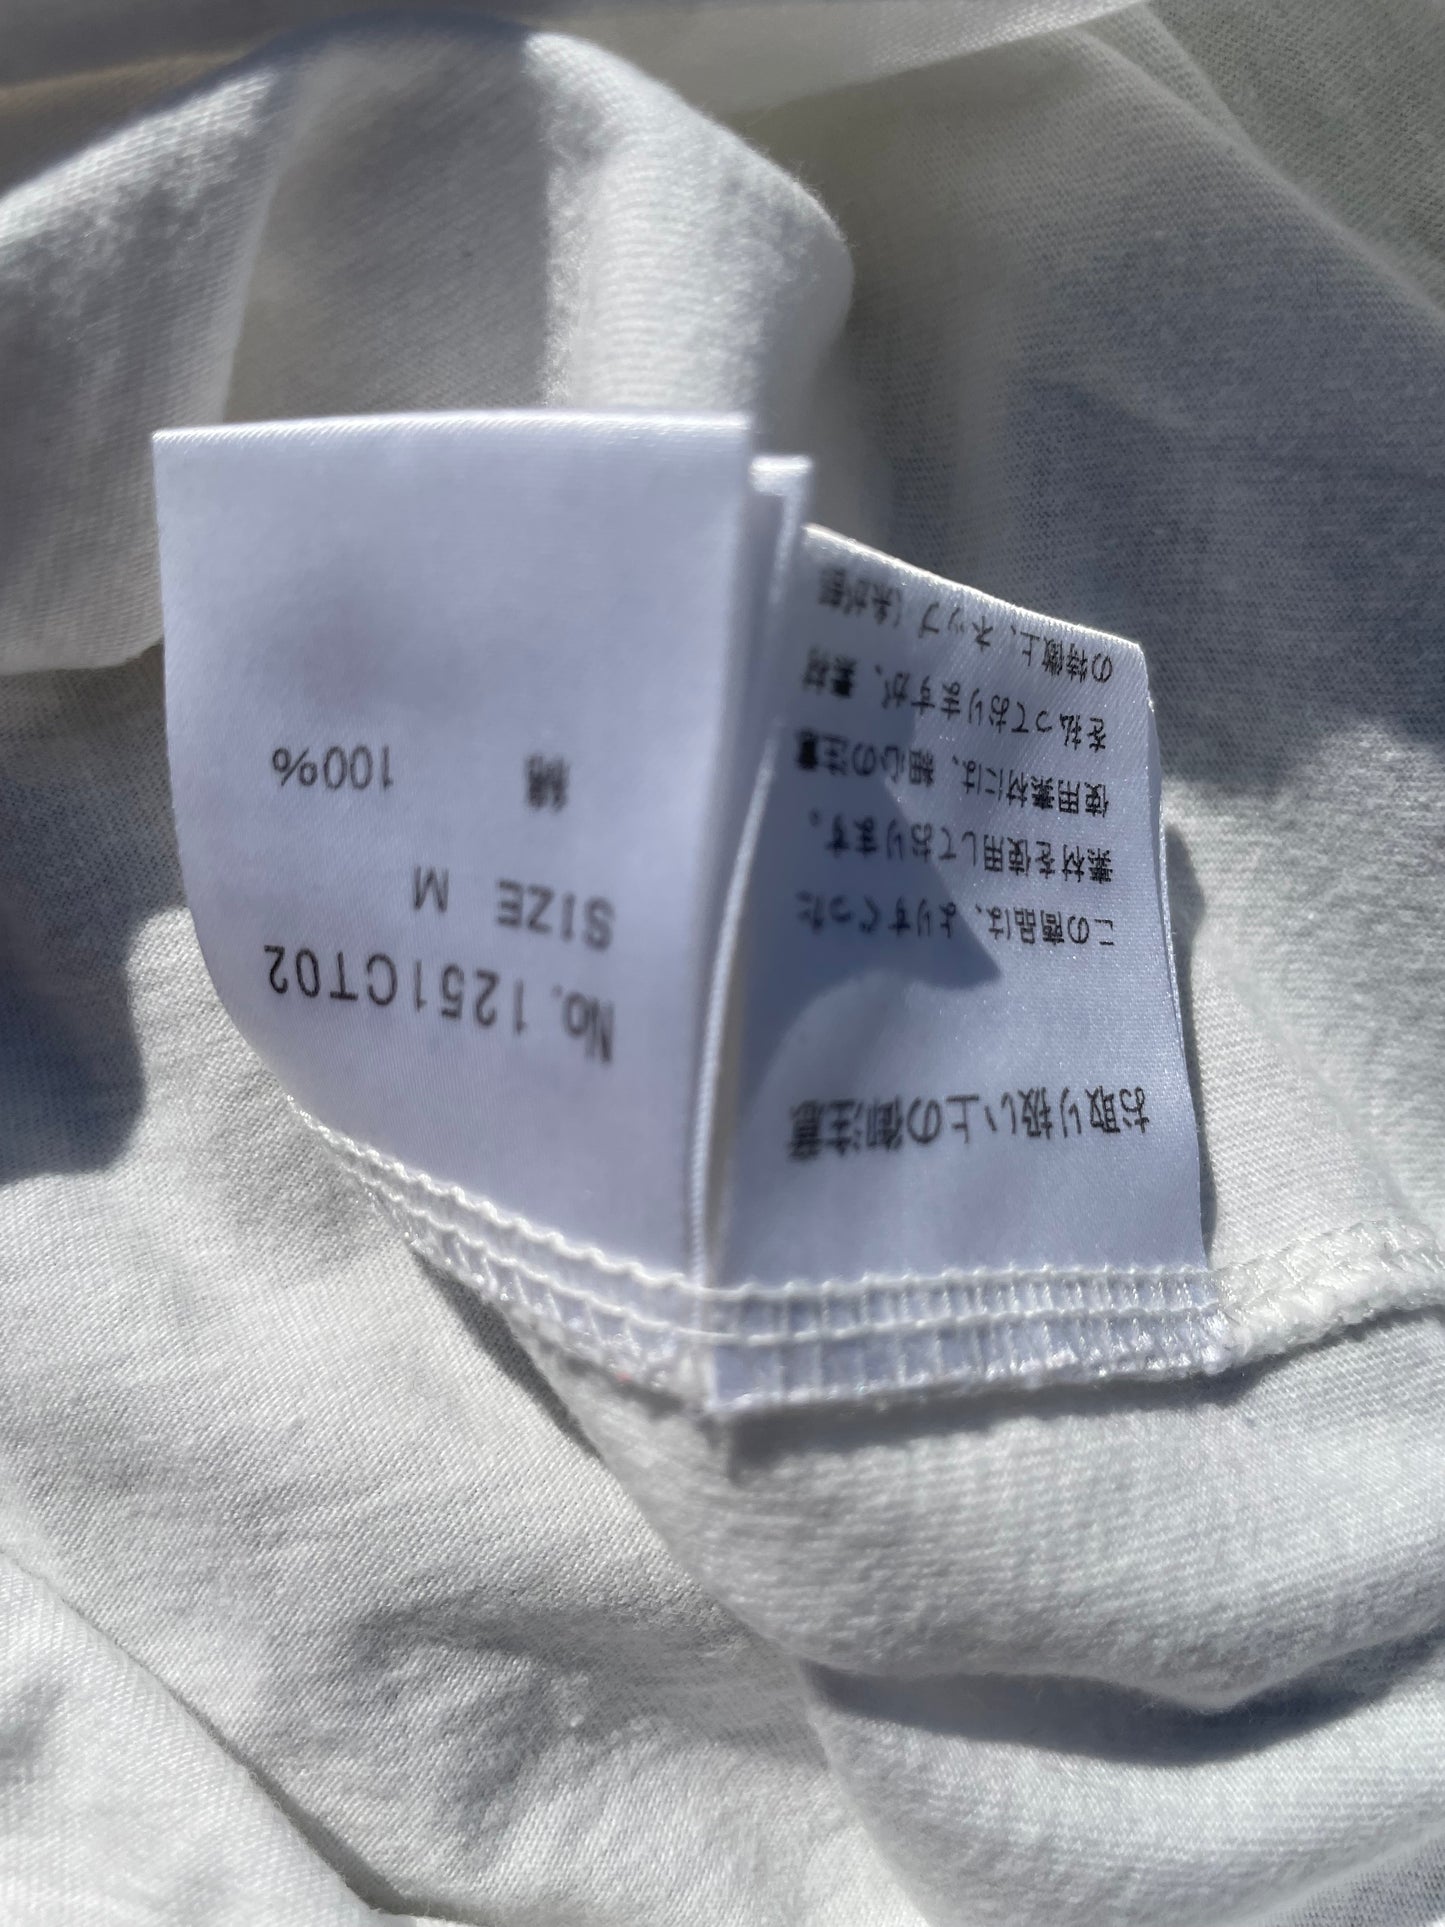 No. 1251CT02
SIZE M
綿 100%
お取り扱い上の御注意
この商品は、よりすぐった
素材を使用しております。
使用素材には、細心の注意
を払っておりますが、素材
の特徴上、ネップ(糸が部